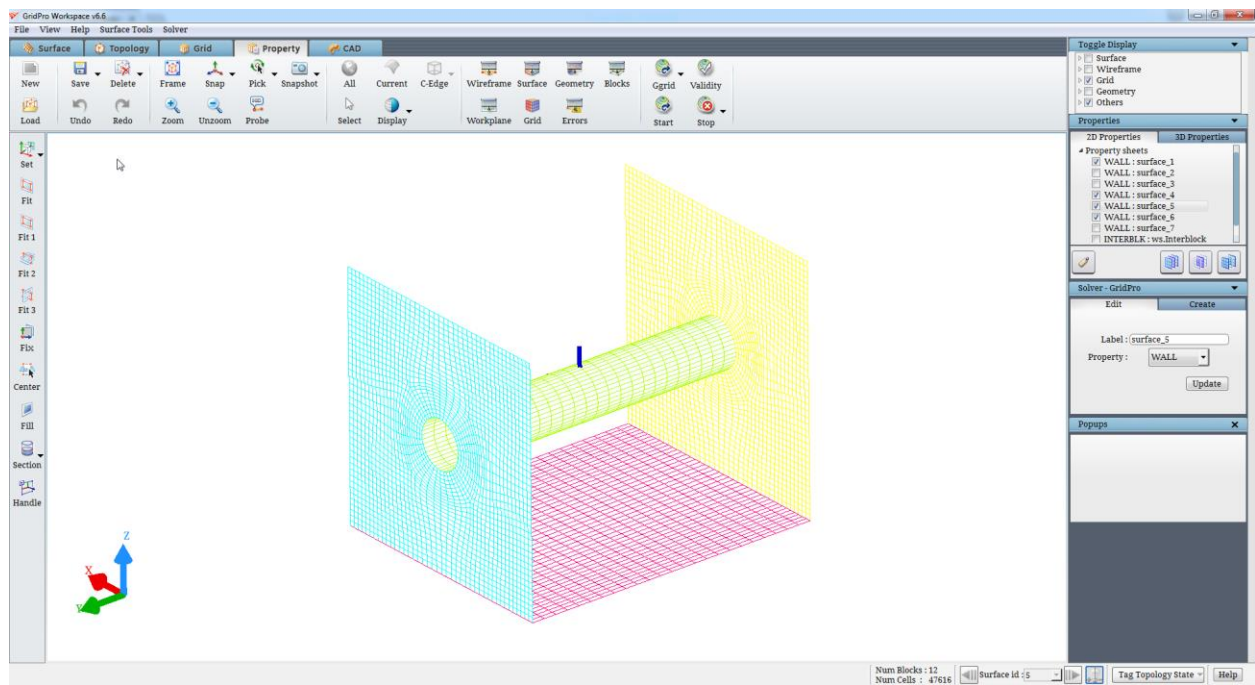 GridPro Workspace v6.6
File View Help Surface Tools Solver
Surface Topology Grid Property CAD
New Save Delete Frame Snap Pick Snapshot All Current C-Edge Wireframe Surface Geometry Blocks Ggrid Validity
Load Undo Redo Zoom Unzoom Probe Select Display Workplane Grid Errors Start Stop
Set
Fit
Fit 1
Fit 2
Fit 3
Fix
Center
Fill
Section
Handle
Z
X
Y
Toggle Display
Surface
Wireframe
Grid
Geometry
Others
Properties
2D Properties 3D Properties
Property sheets
WALL : surface_1
WALL : surface_2
WALL : surface_3
WALL : surface_4
WALL : surface_5
WALL : surface_6
WALL : surface_7
INTERBLK : ws.Interblock
Solver - GridPro
Edit Create
Label : surface_5
Property : WALL
Update
Popups
Num Blocks : 12
Num Cells : 47616
Surface id : 5
Tag Topology State
Help